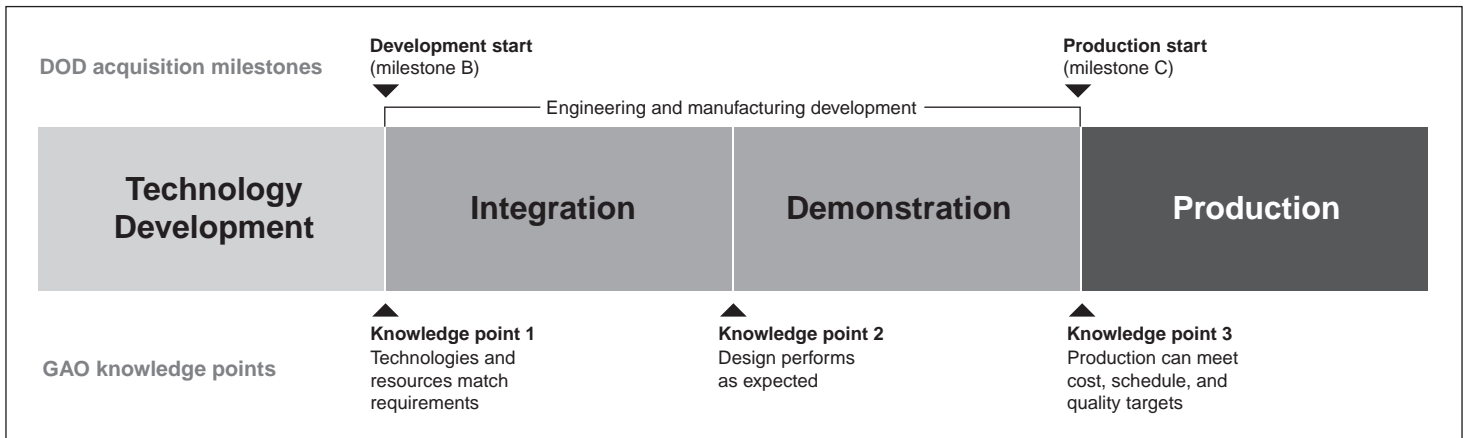 DOD acquisition milestones
Development start
(milestone B)
Production start
(milestone C)
Engineering and manufacturing development
Technology
Development
Integration
Demonstration
Production
GAO knowledge points
Knowledge point 1
Technologies and
resources match
requirements
Knowledge point 2
Design performs
as expected
Knowledge point 3
Production can meet
cost, schedule, and
quality targets